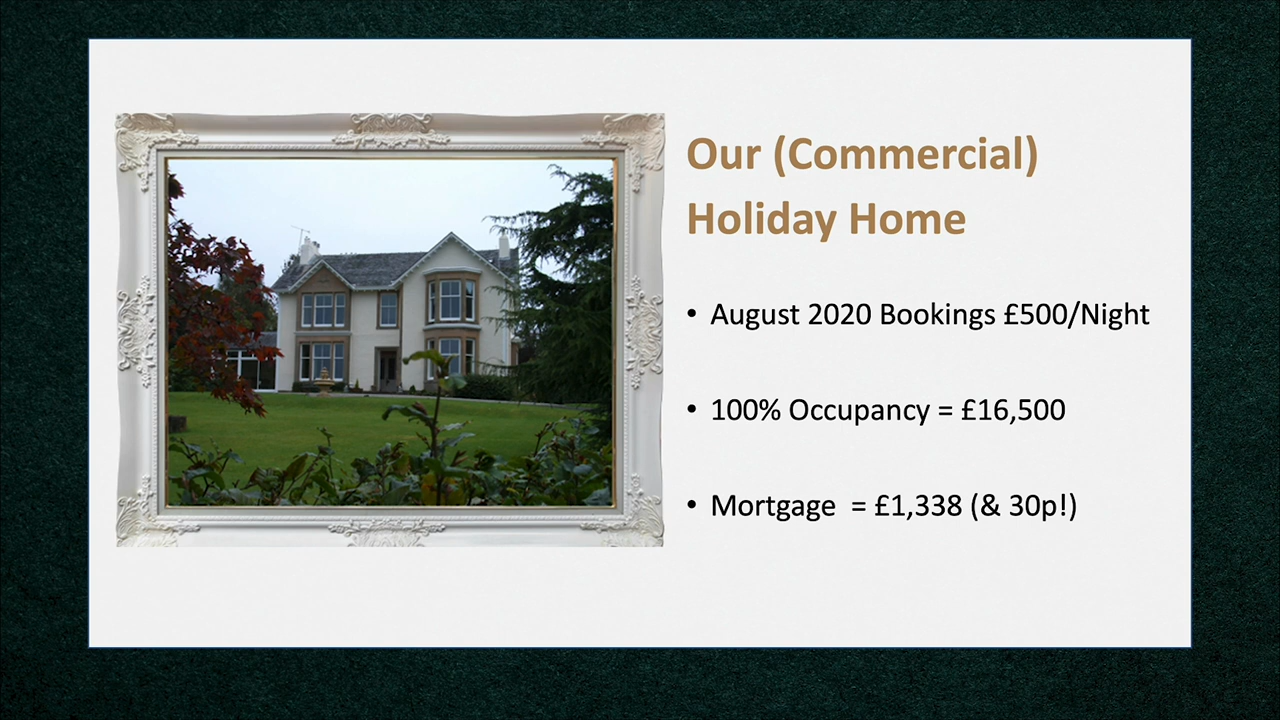 Our (Commercial)
Holiday Home
• August 2020 Bookings £500/Night
• 100% Occupancy = £16,500
• Mortgage  = £1,338 (& 30p!)